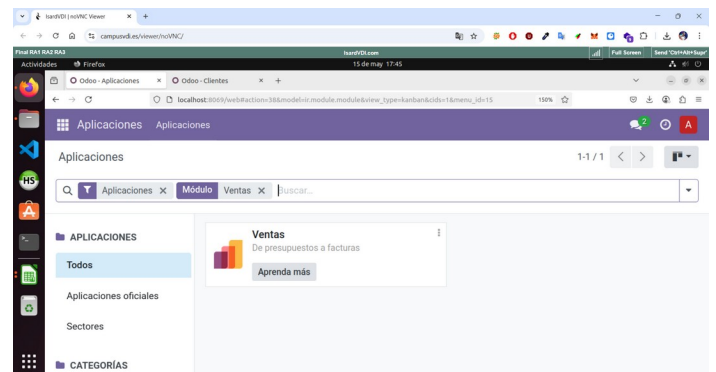 IsardVDI | noVNC Viewer
campusvdi.es/viewer/noVNC/
Final RA1 RA2 RA3
IsardVDI.com
Full Screen
Send 'Ctrl+Alt+Supr'
Actividades
Firefox
15 de may 17:45
Odoo - Aplicaciones
Odoo - Clientes
localhost:8069/web#action=38&model=ir.module.module&view_type=kanban&cids=1&menu_id=15
150%
Aplicaciones
Aplicaciones
2
A
Aplicaciones
1-1 / 1
Aplicaciones
Módulo
Ventas
Buscar...
APLICACIONES
Todos
Aplicaciones oficiales
Sectores
CATEGORÍAS
Ventas
De presupuestos a facturas
Aprenda más
HS